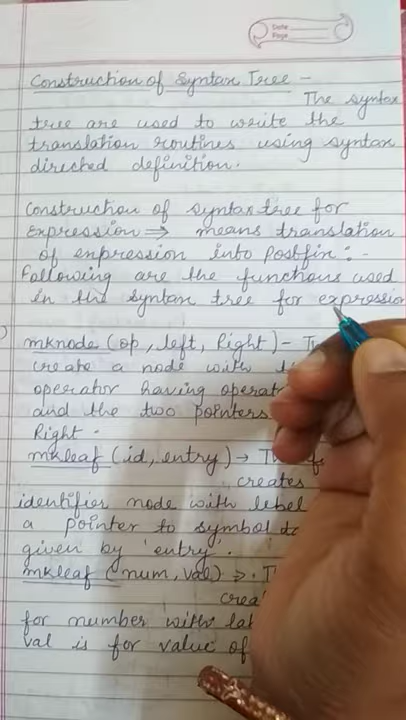 Date
Page
Construction of Syntax Tree -
The syntax
tree are used to write the
translation routines using syntax
directed definition.
Construction of syntax tree for
Expression ⇒ means translation
of expression into Postfix :-
Following are the functions used
in the syntax tree for expression
mknode (op, left, Right) -
create a node with
operator having
and the two pointers
Right -
mkleaf (id, entry) →
creates
identifier node with label
a pointer to symbol
given by 'entry'.
mkleaf (num, val) →
for number with
val is for value of